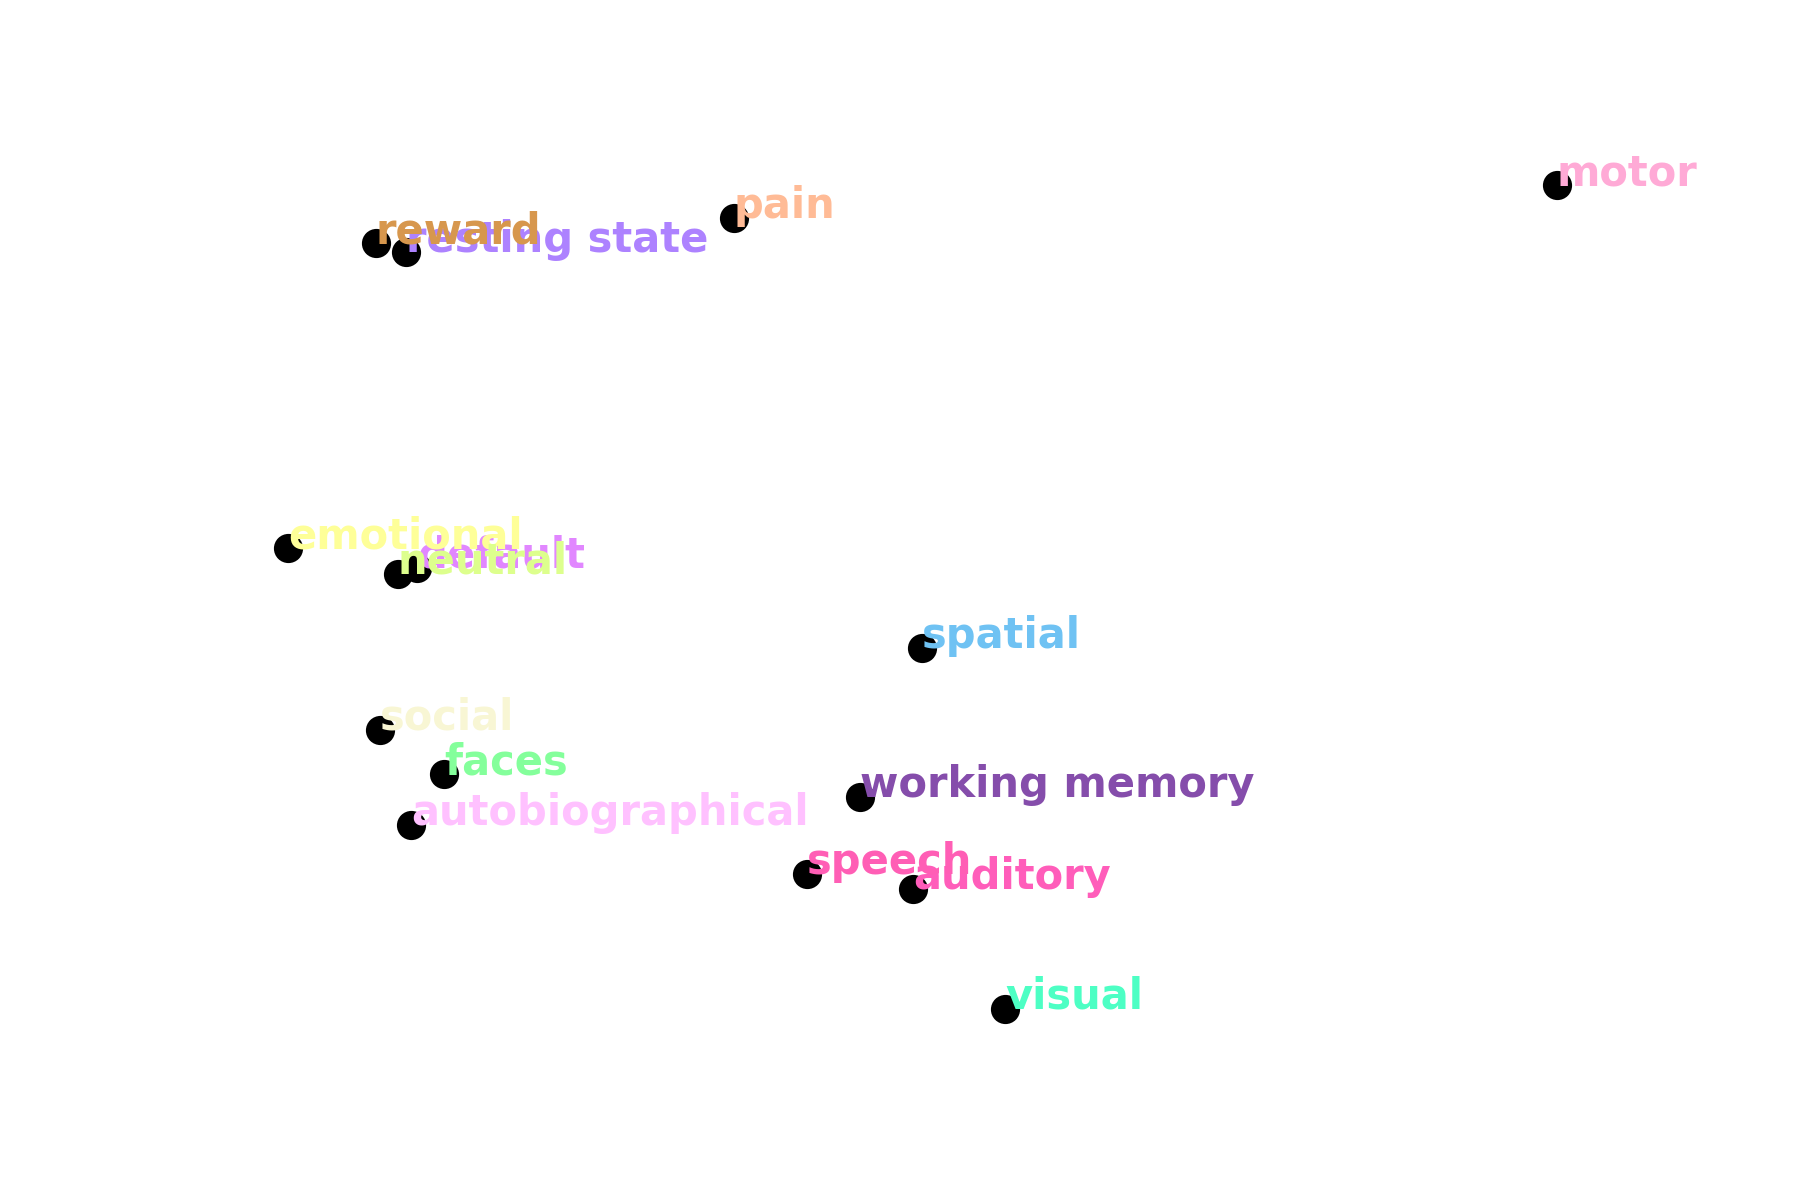 motor
pain
reward
resting state
emotional
default
neutral
spatial
social
faces
working memory
autobiographical
speech
auditory
visual